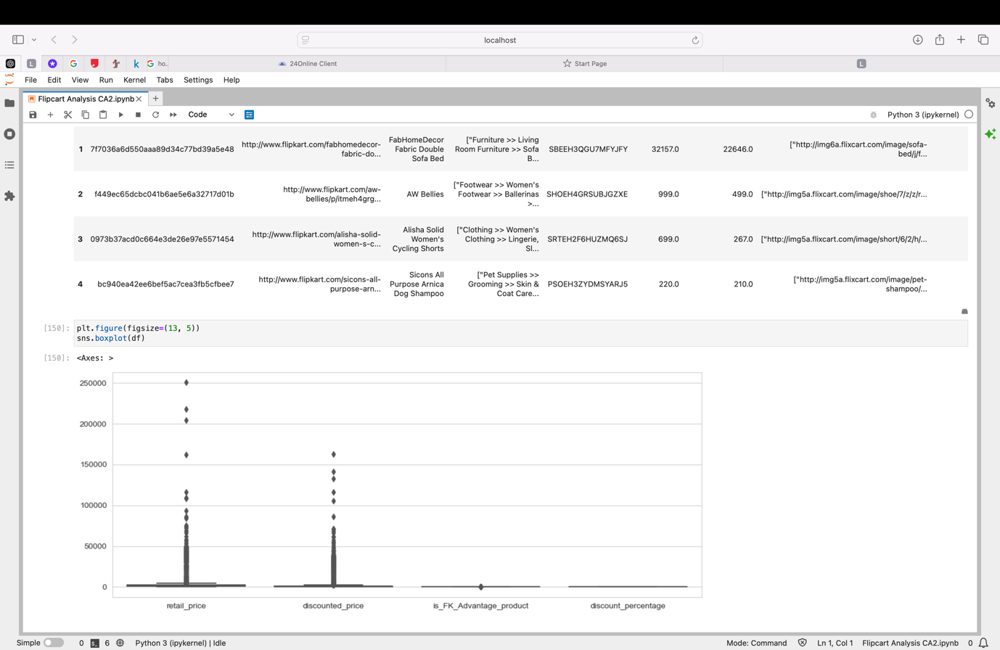 localhost
L
G
k
G ho..
24Online Client
Start Page
L
File Edit View Run Kernel Tabs Settings Help
Flipcart Analysis CA2.ipynb
Code
Python 3 (ipykernel)
1 7f7036a6d550aaa89d34c77bd39a5e48 http://www.flipkart.com/fabhomedecor-
fabric-do...
FabHomeDecor
Fabric Double
Sofa Bed
["Furniture >> Living
Room Furniture >> Sofa
B...
SBEEH3QGU7MFYJFY 32157.0 22646.0 ["http://img6a.flixcart.com/image/sofa-
bed/j/f...
2 f449ec65dcbc041b6ae5e6a32717d01b http://www.flipkart.com/aw-
bellies/p/itmeh4grg...
AW Bellies
["Footwear >> Women's
Footwear >> Ballerinas
>...
SHOEH4GRSUBJGZXE 999.0 499.0 ["http://img5a.flixcart.com/image/shoe/7/z/z/r...
3 0973b37acd0c664e3de26e97e5571454 http://www.flipkart.com/alisha-solid-
women-s-c...
Alisha Solid
Women's
Cycling Shorts
["Clothing >> Women's
Clothing >> Lingerie,
Sl...
SRTEH2F6HUZMQ6SJ 699.0 267.0 ["http://img5a.flixcart.com/image/short/6/2/h/...
4 bc940ea42ee6bef5ac7cea3fb5cfbee7 http://www.flipkart.com/sicons-all-
purpose-arn...
Sicons All
Purpose Arnica
Dog Shampoo
["Pet Supplies >>
Grooming >> Skin &
Coat Care...
PSOEH3ZYDMSYARJ5 220.0 210.0 ["http://img5a.flixcart.com/image/pet-
shampoo/...
[150]: plt.figure(figsize=(13, 5))
sns.boxplot(df)
[150]: <Axes: >
250000
200000
150000
100000
50000
0
retail_price discounted_price is_FK_Advantage_product discount_percentage
Simple 0 6 Python 3 (ipykernel) | Idle Mode: Command Ln 1, Col 1 Flipcart Analysis CA2.ipynb 0